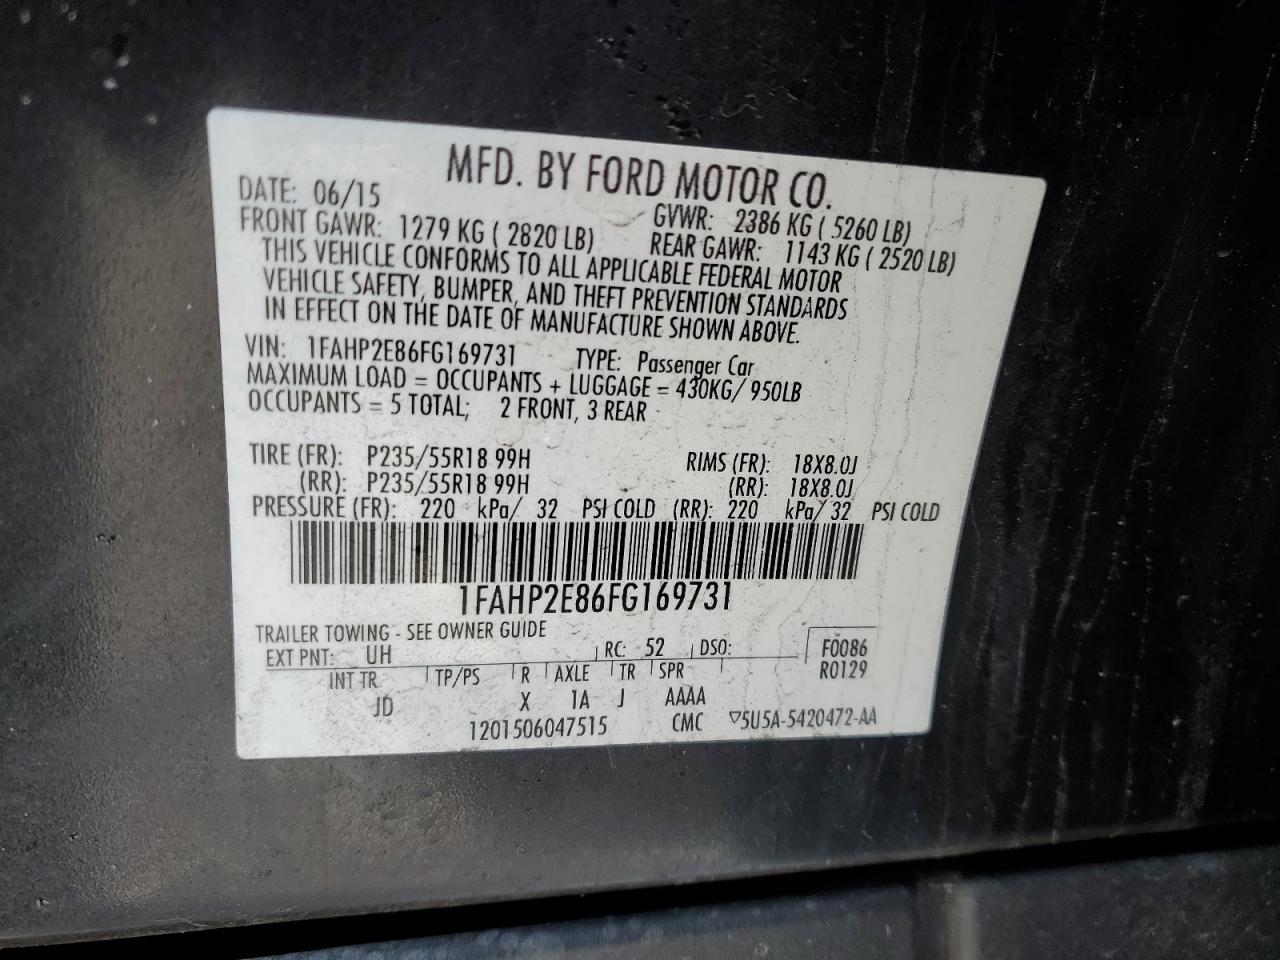 MFD. BY FORD MOTOR CO.
DATE: 06/15 GVWR: 2386 KG ( 5260 LB)
FRONT GAWR: 1279 KG ( 2820 LB) REAR GAWR: 1143 KG ( 2520 LB)
THIS VEHICLE CONFORMS TO ALL APPLICABLE FEDERAL MOTOR
VEHICLE SAFETY, BUMPER, AND THEFT PREVENTION STANDARDS
IN EFFECT ON THE DATE OF MANUFACTURE SHOWN ABOVE.
VIN: 1FAHP2E86FG169731 TYPE: Passenger Car
MAXIMUM LOAD = OCCUPANTS + LUGGAGE = 430KG/ 950LB
OCCUPANTS = 5 TOTAL; 2 FRONT, 3 REAR
TIRE (FR): P235/55R18 99H RIMS (FR): 18X8.0J
(RR): P235/55R18 99H (RR): 18X8.0J
PRESSURE (FR): 220 kPa/ 32 PSI COLD (RR): 220 kPa/ 32 PSI COLD
1FAHP2E86FG169731
TRAILER TOWING - SEE OWNER GUIDE
EXT PNT: UH RC: 52 DSO: F0086
INT TR TP/PS R AXLE TR SPR R0129
JD X 1A J AAAA
1201506047515 CMC ▽5U5A-5420472-AA